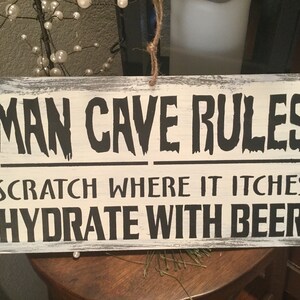 MAN CAVE RULES
SCRATCH WHERE IT ITCHES
HYDRATE WITH BEER